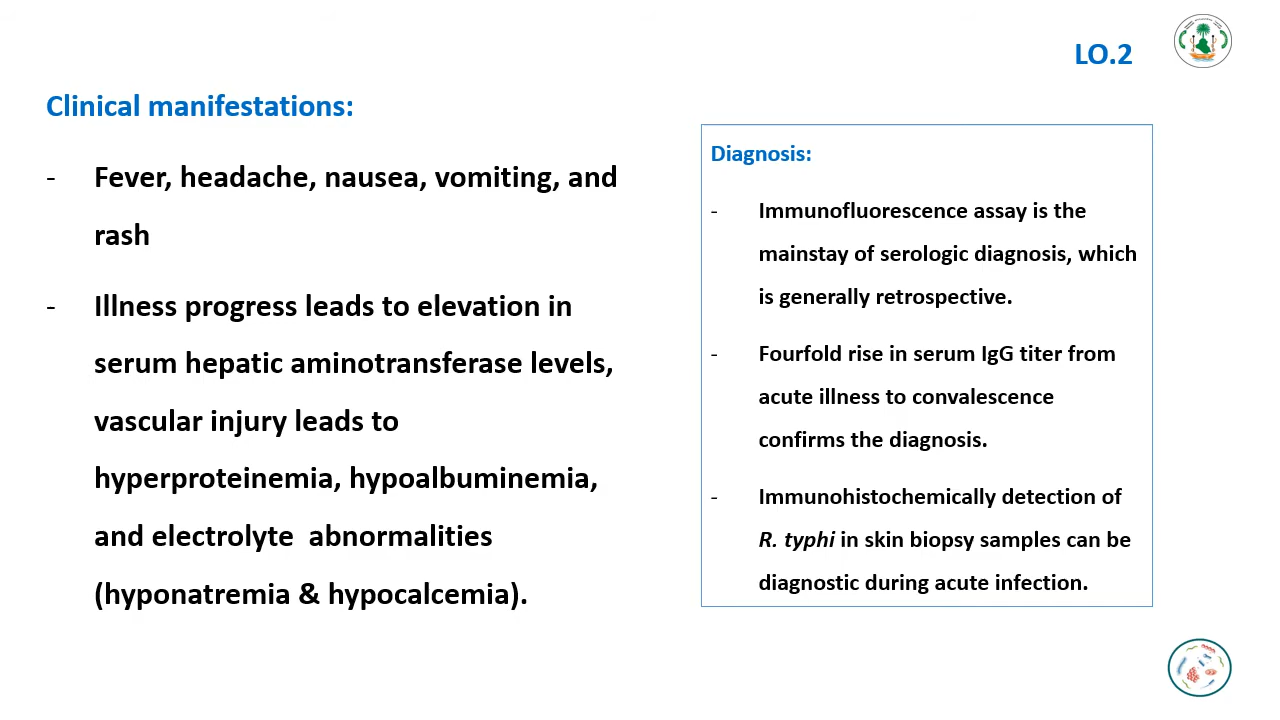 LO.2
Clinical manifestations:
- Fever, headache, nausea, vomiting, and
rash
- Illness progress leads to elevation in
serum hepatic aminotransferase levels,
vascular injury leads to
hyperproteinemia, hypoalbuminemia,
and electrolyte  abnormalities
(hyponatremia & hypocalcemia).
Diagnosis:
- Immunofluorescence assay is the
mainstay of serologic diagnosis, which
is generally retrospective.
- Fourfold rise in serum IgG titer from
acute illness to convalescence
confirms the diagnosis.
- Immunohistochemically detection of
R. typhi in skin biopsy samples can be
diagnostic during acute infection.